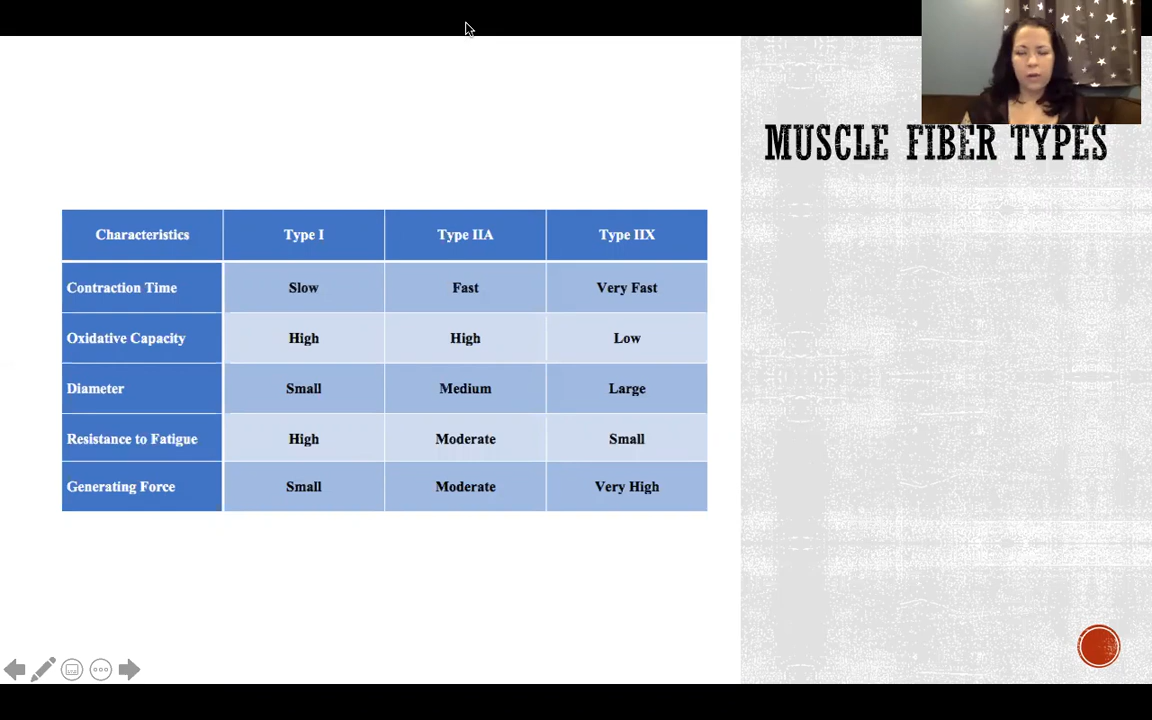 MUSCLE FIBER TYPES
Characteristics Type I Type IIA Type IIX
Contraction Time Slow Fast Very Fast
Oxidative Capacity High High Low
Diameter Small Medium Large
Resistance to Fatigue High Moderate Small
Generating Force Small Moderate Very High